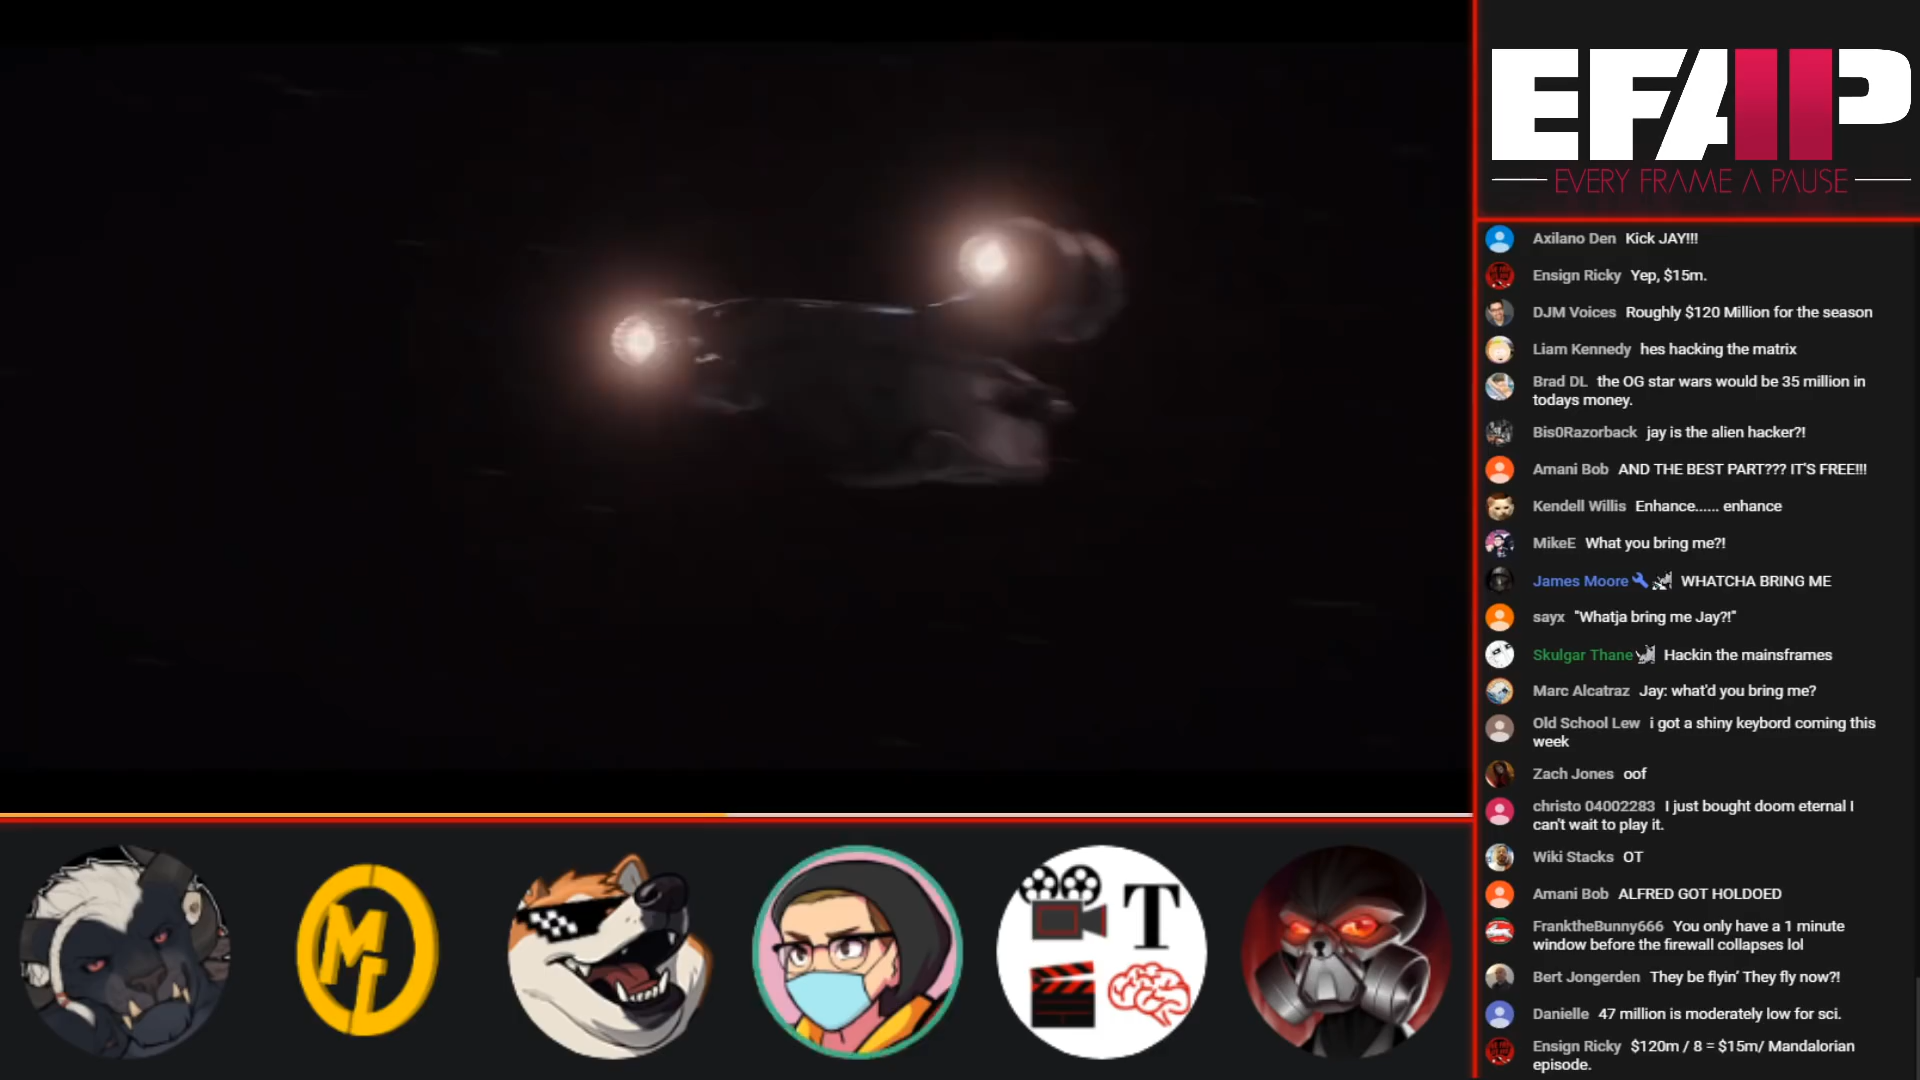 EFAP
EVERY FRAME A PAUSE
Axilano Den Kick JAY!!!
Ensign Ricky Yep, $15m.
DJM Voices Roughly $120 Million for the season
Liam Kennedy hes hacking the matrix
Brad DL the OG star wars would be 35 million in
todays money.
Bis0Razorback jay is the alien hacker?!
Amani Bob AND THE BEST PART??? IT'S FREE!!!
Kendell Willis Enhance...... enhance
MikeE What you bring me?!
James Moore WHATCHA BRING ME
sayx "Whatja bring me Jay?!"
Skulgar Thane Hackin the mainsframes
Marc Alcatraz Jay: what'd you bring me?
Old School Lew i got a shiny keybord coming this
week
Zach Jones oof
christo 04002283 I just bought doom eternal I
can't wait to play it.
Wiki Stacks OT
Amani Bob ALFRED GOT HOLDOED
FranktheBunny666 You only have a 1 minute
window before the firewall collapses lol
Bert Jongerden They be flyin' They fly now?!
Danielle 47 million is moderately low for sci.
Ensign Ricky $120m / 8 = $15m/ Mandalorian
episode.
M
T